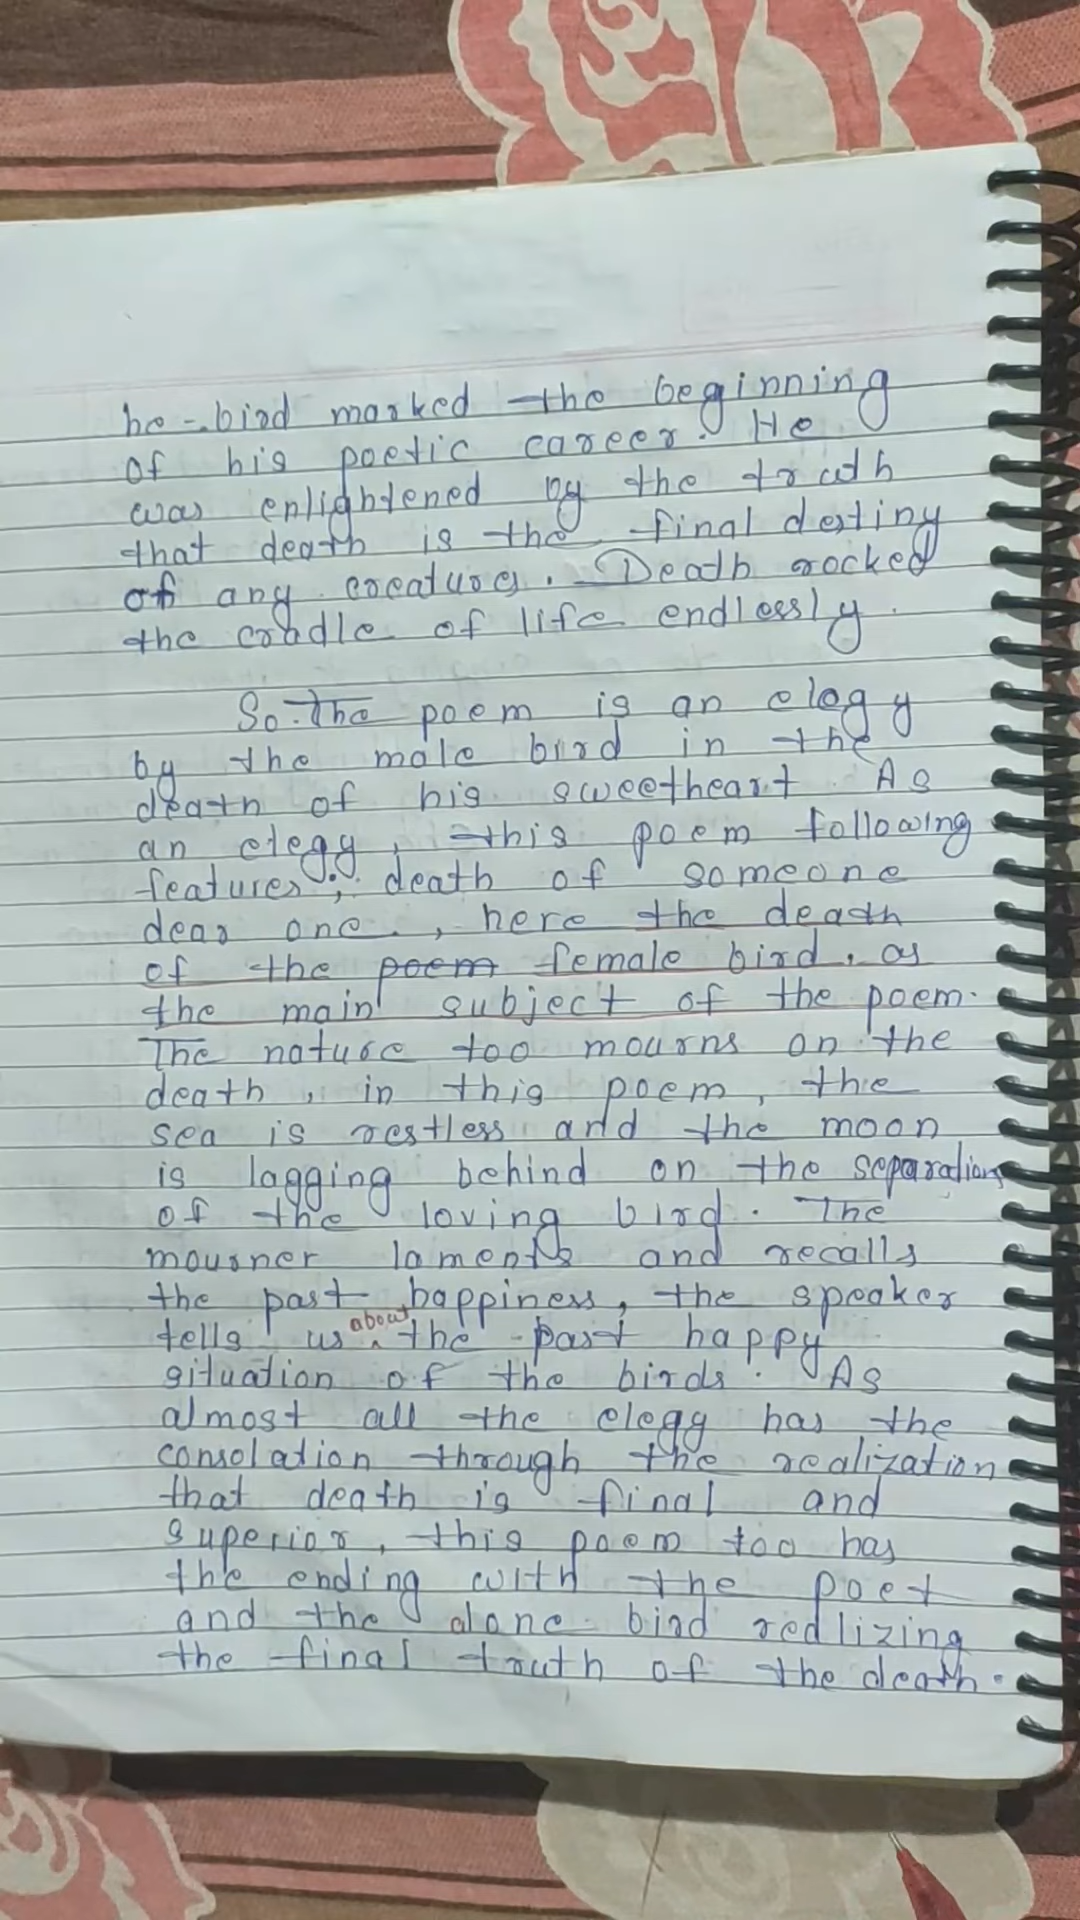 he-bird marked the beginning
of his poetic career. He
was enlightened by the truth
that death is the final destiny
of any creatures. Death rocked
the cradle of life endlessly.
So the poem is an elegy
by the male bird in the
death of his sweetheart As
an elegy, this poem following
features; death of someone
dear one., here the death
of the poem female bird, as
the main subject of the poem.
The nature too mourns on the
death, in this poem, the
sea is restless and the moon
is lagging behind on the separation
of the loving bird. The
mourner laments and recalls
the past happiness, the speaker
tells us about the past happy
situation of the birds. As
almost all the elegy has the
consolation through the realization
that death is final and
superior, this poem too has
the ending with the poet
and the alone bird redlizing
the final truth of the death.